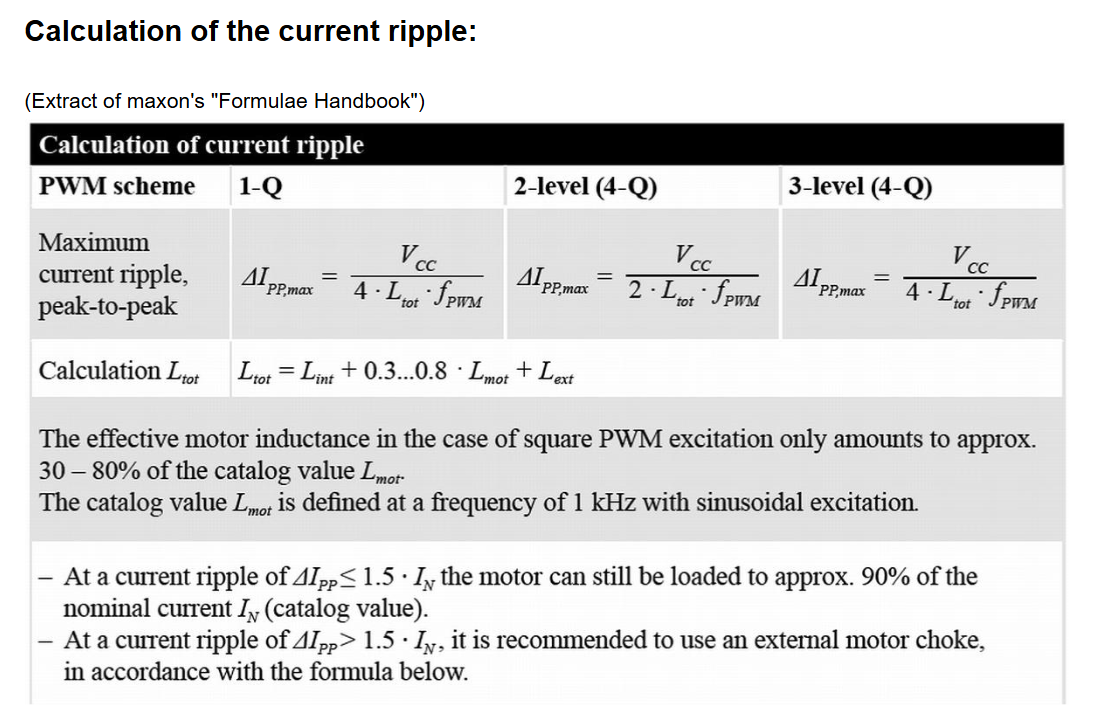 Calculation of the current ripple:
(Extract of maxon's "Formulae Handbook")
Calculation of current ripple
PWM scheme 1-Q 2-level (4-Q) 3-level (4-Q)
Maximum
current ripple,
peak-to-peak
ΔI_PP,max = V_CC / (4 · L_tot · f_PWM)
ΔI_PP,max = V_CC / (2 · L_tot · f_PWM)
ΔI_PP,max = V_CC / (4 · L_tot · f_PWM)
Calculation L_tot L_tot = L_int + 0.3...0.8 · L_mot + L_ext
The effective motor inductance in the case of square PWM excitation only amounts to approx.
30 – 80% of the catalog value L_mot.
The catalog value L_mot is defined at a frequency of 1 kHz with sinusoidal excitation.
– At a current ripple of ΔI_PP ≤ 1.5 · I_N the motor can still be loaded to approx. 90% of the
nominal current I_N (catalog value).
– At a current ripple of ΔI_PP > 1.5 · I_N, it is recommended to use an external motor choke,
in accordance with the formula below.